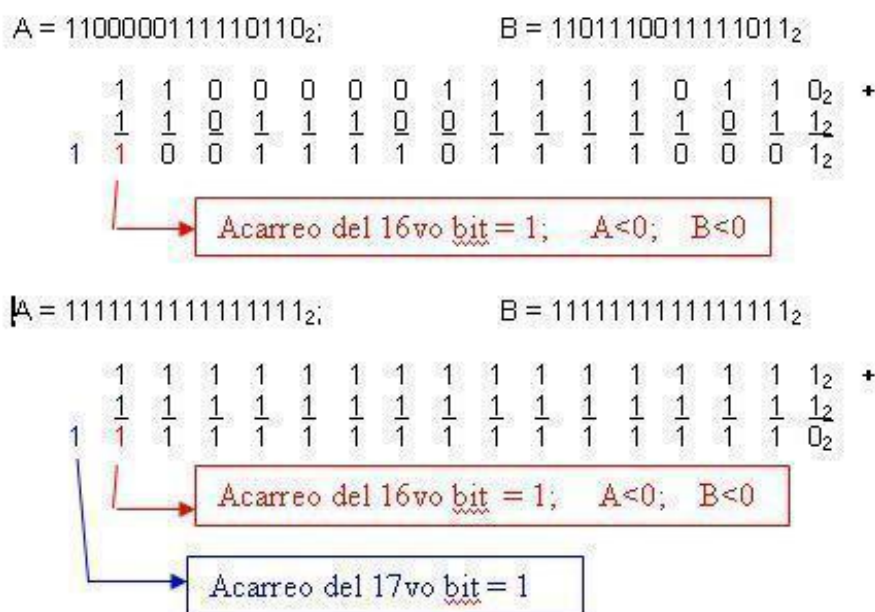 A = 1100000111110110₂; B = 1101110011111011₂
1 1 0 0 0 0 0 1 1 1 1 1 0 1 1 0₂ +
1 1 0 1 1 1 0 0 1 1 1 1 1 0 1 1₂
1 1 0 0 1 1 1 1 0 1 1 1 1 0 0 0 1₂
Acarreo del 16vo bit = 1; A<0; B<0
A = 1111111111111111₂; B = 1111111111111111₂
1 1 1 1 1 1 1 1 1 1 1 1 1 1 1 1₂ +
1 1 1 1 1 1 1 1 1 1 1 1 1 1 1 1₂
1 1 1 1 1 1 1 1 1 1 1 1 1 1 1 1 0₂
Acarreo del 16vo bit = 1; A<0; B<0
Acarreo del 17vo bit = 1